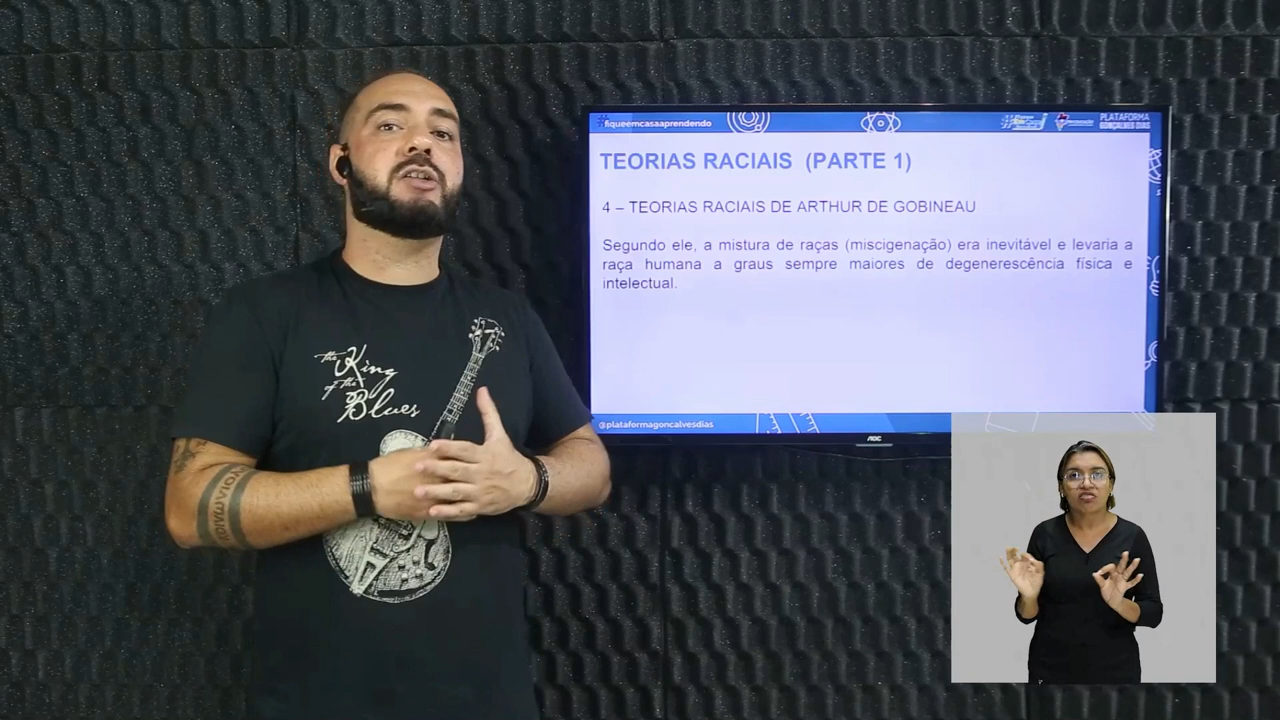 #fiqueemcasaaprendendo
PLATAFORMA
GONÇALVES DIAS
TEORIAS RACIAIS (PARTE 1)
4 – TEORIAS RACIAIS DE ARTHUR DE GOBINEAU
Segundo ele, a mistura de raças (miscigenação) era inevitável e levaria a
raça humana a graus sempre maiores de degenerescência física e
intelectual.
@plataformagoncalvesdias
AOC
the King
of the
Blues